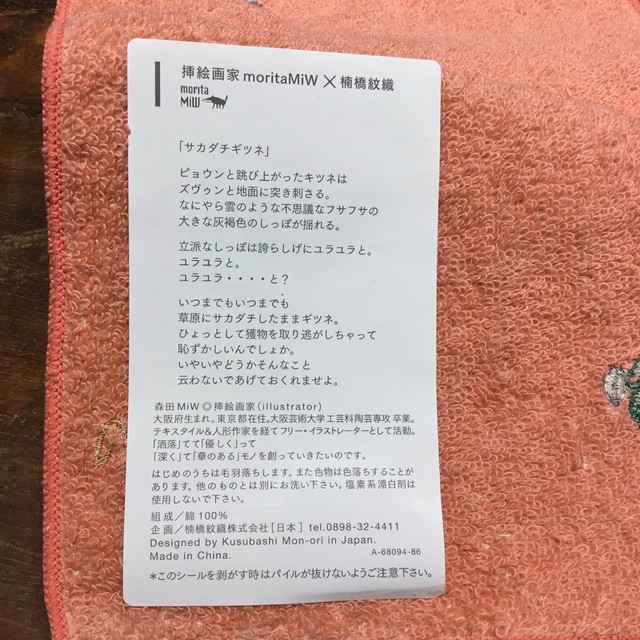 挿絵画家moritaMiW×楠橋紋織
morita
MiW
「サカダチギツネ」
ピョウンと跳び上がったキツネは
ズヴゥンと地面に突き刺さる。
なにやら雲のような不思議なフサフサの
大きな灰褐色のしっぽが揺れる。
立派なしっぽは誇らしげにユラユラと。
ユラユラと。
ユラユラ・・・・と?
いつまでもいつまでも
草原にサカダチしたままギツネ。
ひょっとして獲物を取り逃がしちゃって
恥ずかしいんでしょか。
いやいやどうかそんなこと
云わないであげておくれませよ。
森田MiW◎挿絵画家(illustrator)
大阪府生まれ。東京都在住。大阪芸術大学工芸科陶芸専攻 卒業。
テキスタイル&人形作家を経てフリー・イラストレーターとして活動。
「洒落」てて「優しく」って
「深く」て「華のある」モノを創っていきたいのです。
はじめのうちは毛羽落ちします。また色物は色落ちすることが
あります。他のものとは別にお洗い下さい。塩素系漂白剤は
使用しないで下さい。
組成/綿100%
企画/楠橋紋織株式会社[日本] tel.0898-32-4411
Designed by Kusubashi Mon-ori in Japan.
Made in China. A-68094-86
*このシールを剥がす時はパイルが抜けないようご注意下さい。